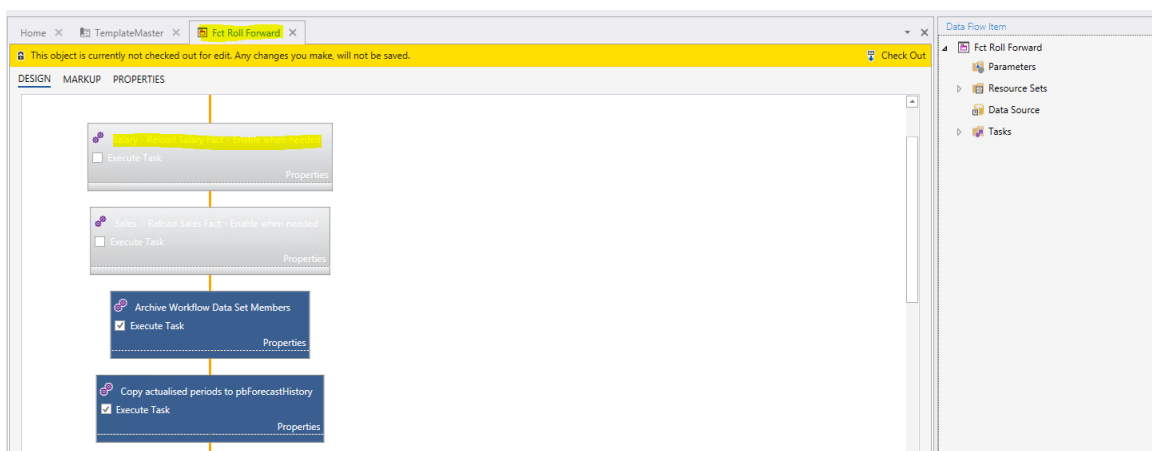 Home TemplateMaster Fct Roll Forward
This object is currently not checked out for edit. Any changes you make, will not be saved. Check Out
DESIGN MARKUP PROPERTIES
Salary - Reload Salary Fact - Enable when needed
Execute Task
Properties
Sales - Reload Sales Fact - Enable when needed
Execute Task
Properties
Archive Workflow Data Set Members
Execute Task
Properties
Copy actualised periods to pbForecastHistory
Execute Task
Properties
Data Flow Item
Fct Roll Forward
Parameters
Resource Sets
Data Source
Tasks